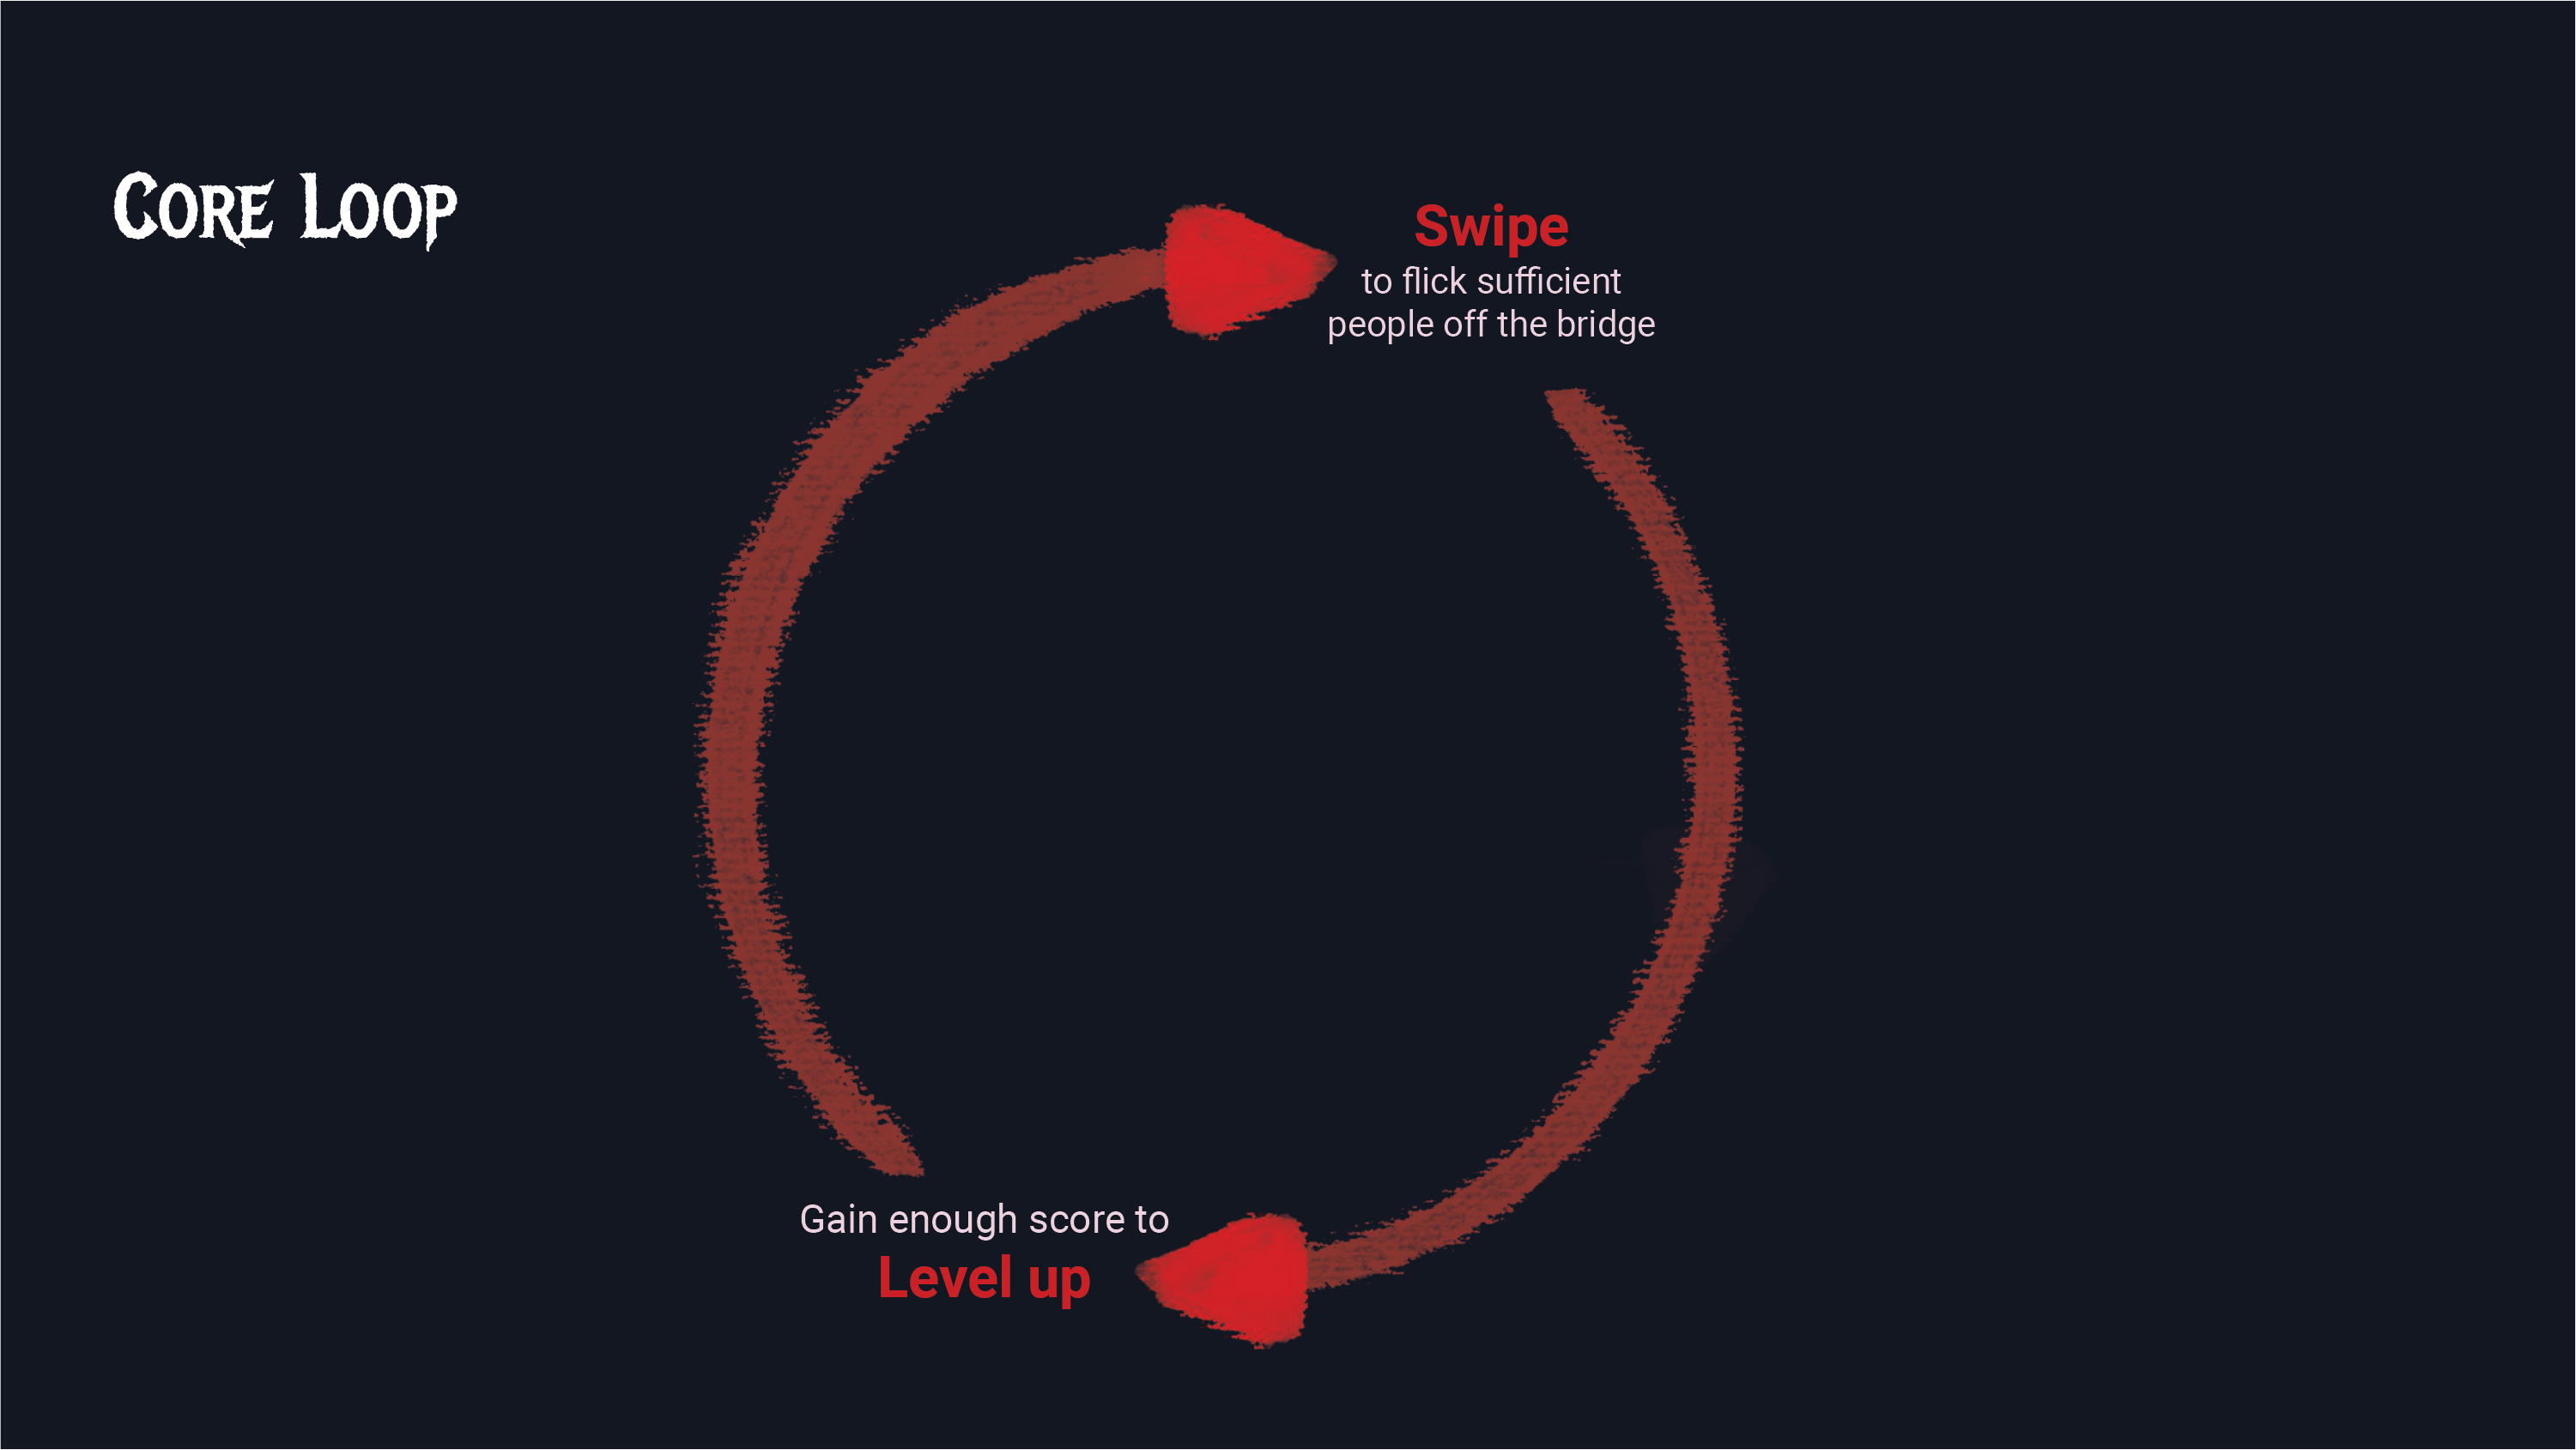 Core Loop
Swipe
to flick sufficient
people off the bridge
Gain enough score to
Level up